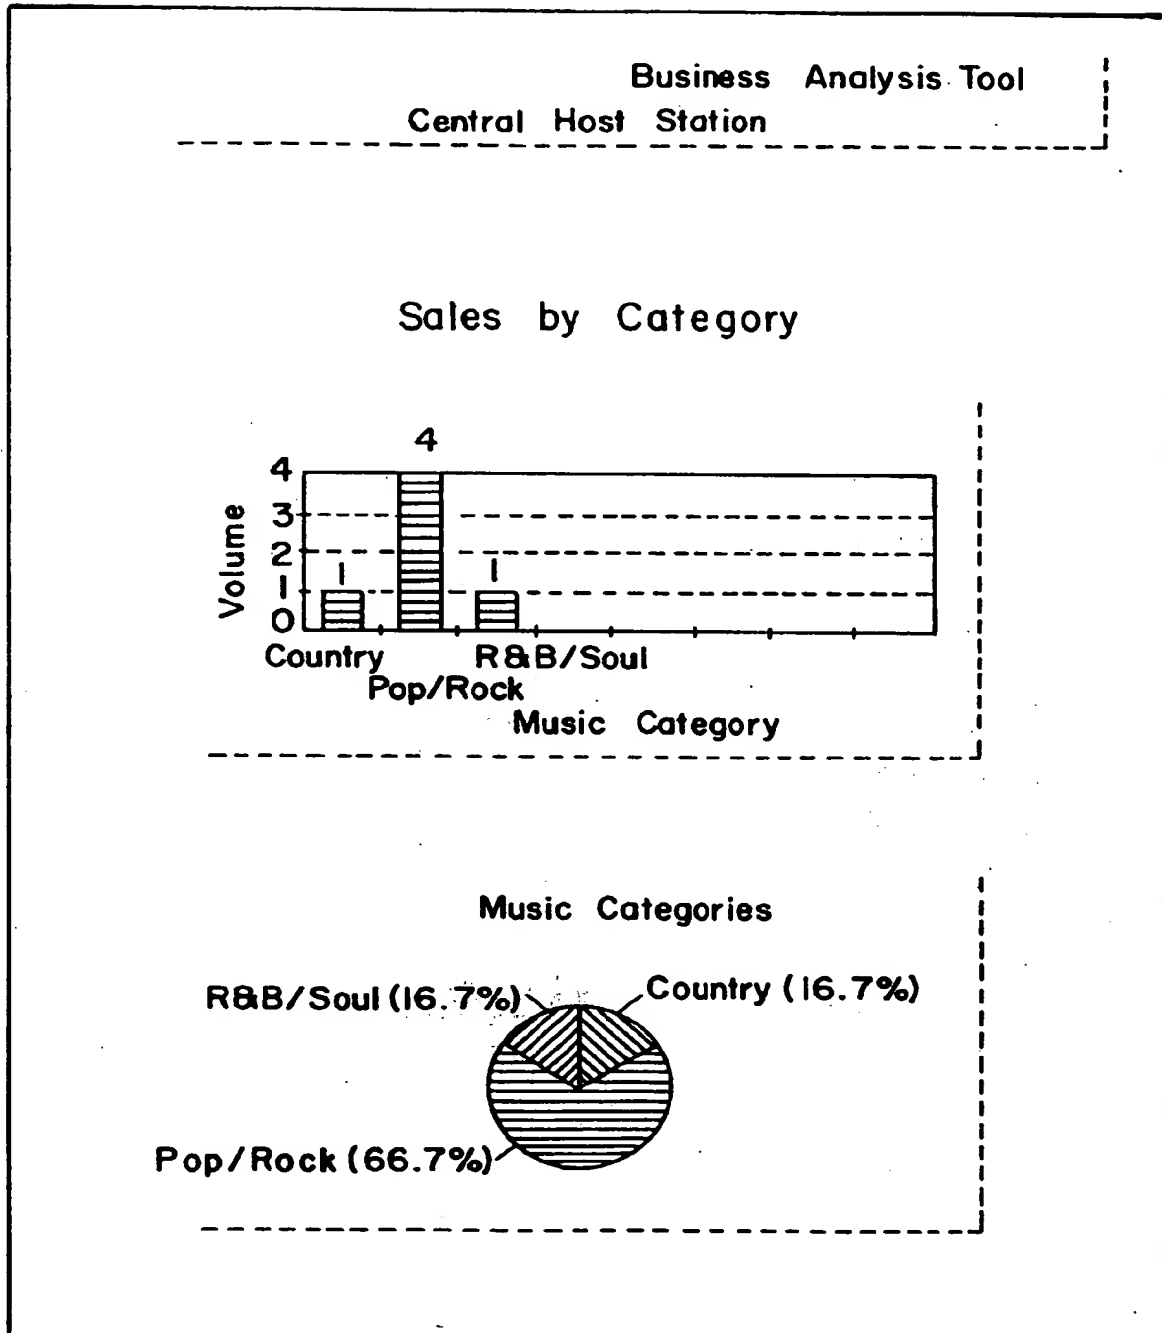 Business Analysis Tool
Central Host Station
Sales by Category
4
4
3
2
1
0
1
1
Volume
Country
R&B/Soul
Pop/Rock
Music Category
Music Categories
R&B/Soul (16.7%)
Country (16.7%)
Pop/Rock (66.7%)